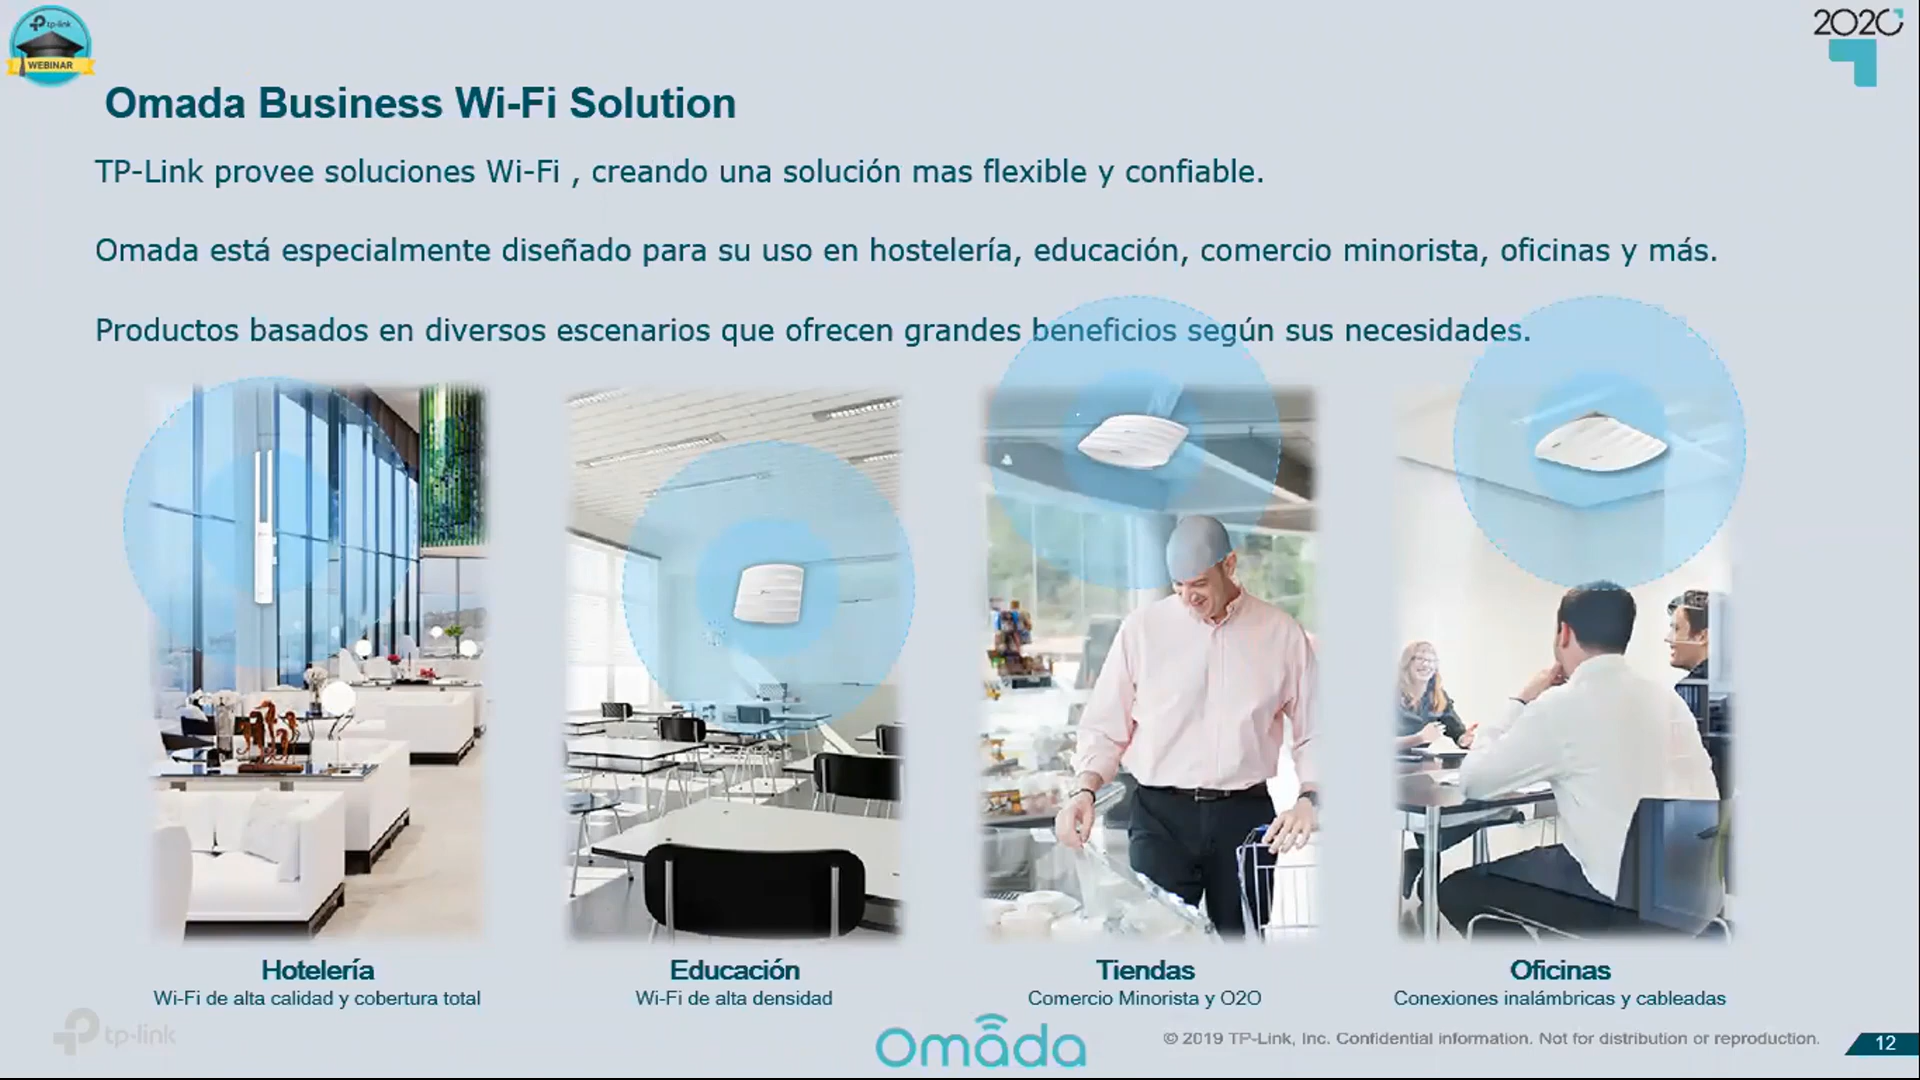 tp-link
WEBINAR
2020
Omada Business Wi-Fi Solution
TP-Link provee soluciones Wi-Fi , creando una solución mas flexible y confiable.
Omada está especialmente diseñado para su uso en hostelería, educación, comercio minorista, oficinas y más.
Productos basados en diversos escenarios que ofrecen grandes beneficios según sus necesidades.
Hotelería
Wi-Fi de alta calidad y cobertura total
Educación
Wi-Fi de alta densidad
Tiendas
Comercio Minorista y O2O
Oficinas
Conexiones inalámbricas y cableadas
tp-link
omada
© 2019 TP-Link, Inc. Confidential information. Not for distribution or reproduction.
12